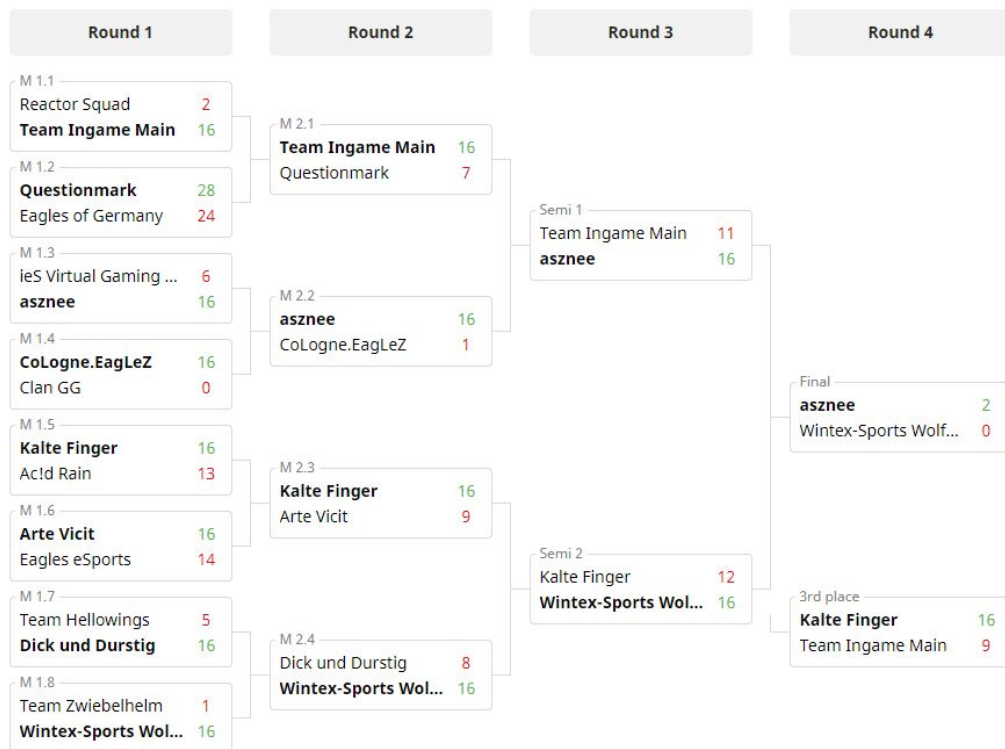 Round 1
Round 2
Round 3
Round 4
M 1.1
Reactor Squad 2
Team Ingame Main 16
M 1.2
Questionmark 28
Eagles of Germany 24
M 1.3
ieS Virtual Gaming ... 6
asznee 16
M 1.4
CoLogne.EagLeZ 16
Clan GG 0
M 1.5
Kalte Finger 16
Ac!d Rain 13
M 1.6
Arte Vicit 16
Eagles eSports 14
M 1.7
Team Hellowings 5
Dick und Durstig 16
M 1.8
Team Zwiebelhelm 1
Wintex-Sports Wol... 16
M 2.1
Team Ingame Main 16
Questionmark 7
M 2.2
asznee 16
CoLogne.EagLeZ 1
M 2.3
Kalte Finger 16
Arte Vicit 9
M 2.4
Dick und Durstig 8
Wintex-Sports Wol... 16
Semi 1
Team Ingame Main 11
asznee 16
Semi 2
Kalte Finger 12
Wintex-Sports Wol... 16
Final
asznee 2
Wintex-Sports Wolf... 0
3rd place
Kalte Finger 16
Team Ingame Main 9